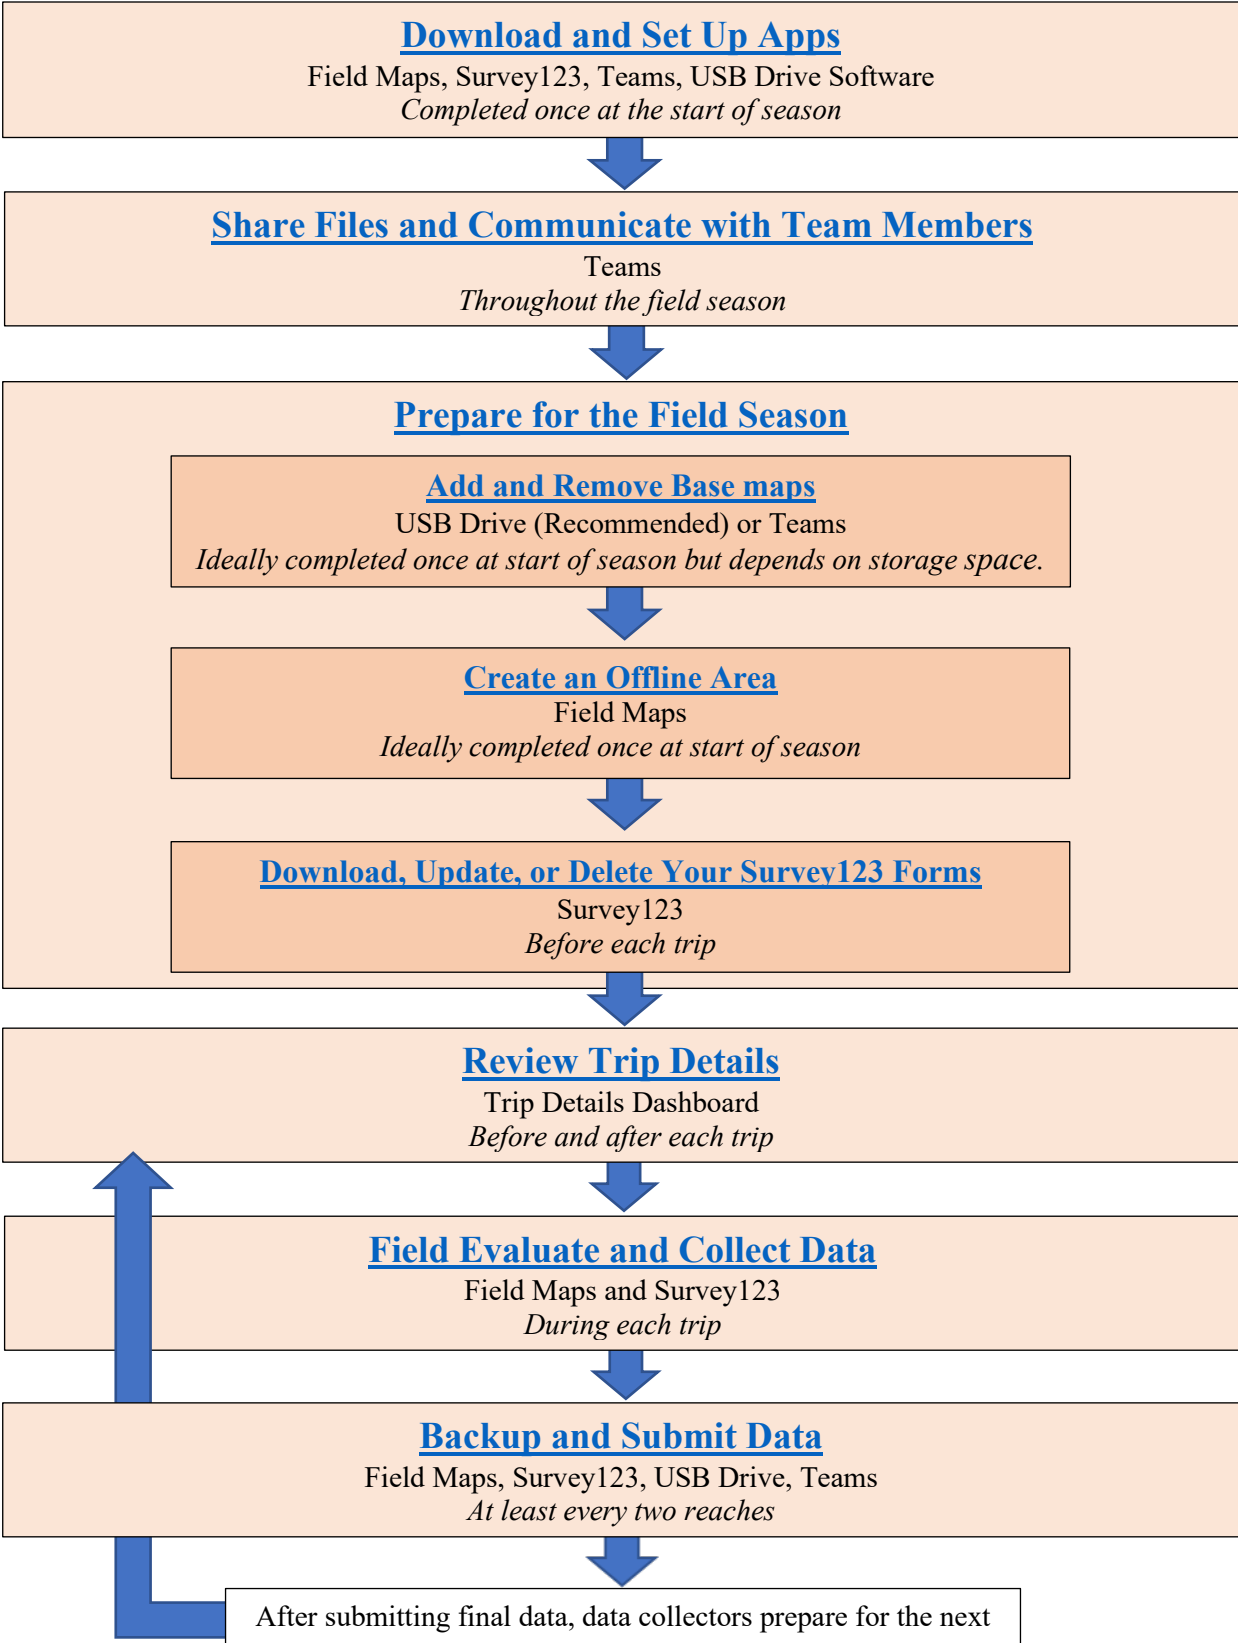 Download and Set Up Apps
Field Maps, Survey123, Teams, USB Drive Software
Completed once at the start of season
Share Files and Communicate with Team Members
Teams
Throughout the field season
Prepare for the Field Season
Add and Remove Base maps
USB Drive (Recommended) or Teams
Ideally completed once at start of season but depends on storage space.
Create an Offline Area
Field Maps
Ideally completed once at start of season
Download, Update, or Delete Your Survey123 Forms
Survey123
Before each trip
Review Trip Details
Trip Details Dashboard
Before and after each trip
Field Evaluate and Collect Data
Field Maps and Survey123
During each trip
Backup and Submit Data
Field Maps, Survey123, USB Drive, Teams
At least every two reaches
After submitting final data, data collectors prepare for the next